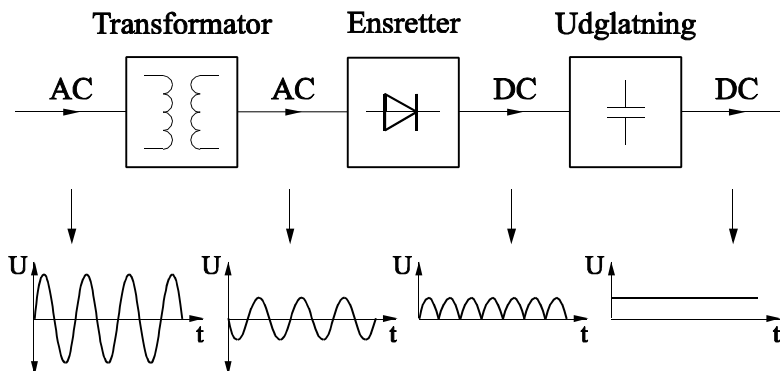 Transformator Ensretter Udglatning
AC AC DC DC
U U U U
t t t t